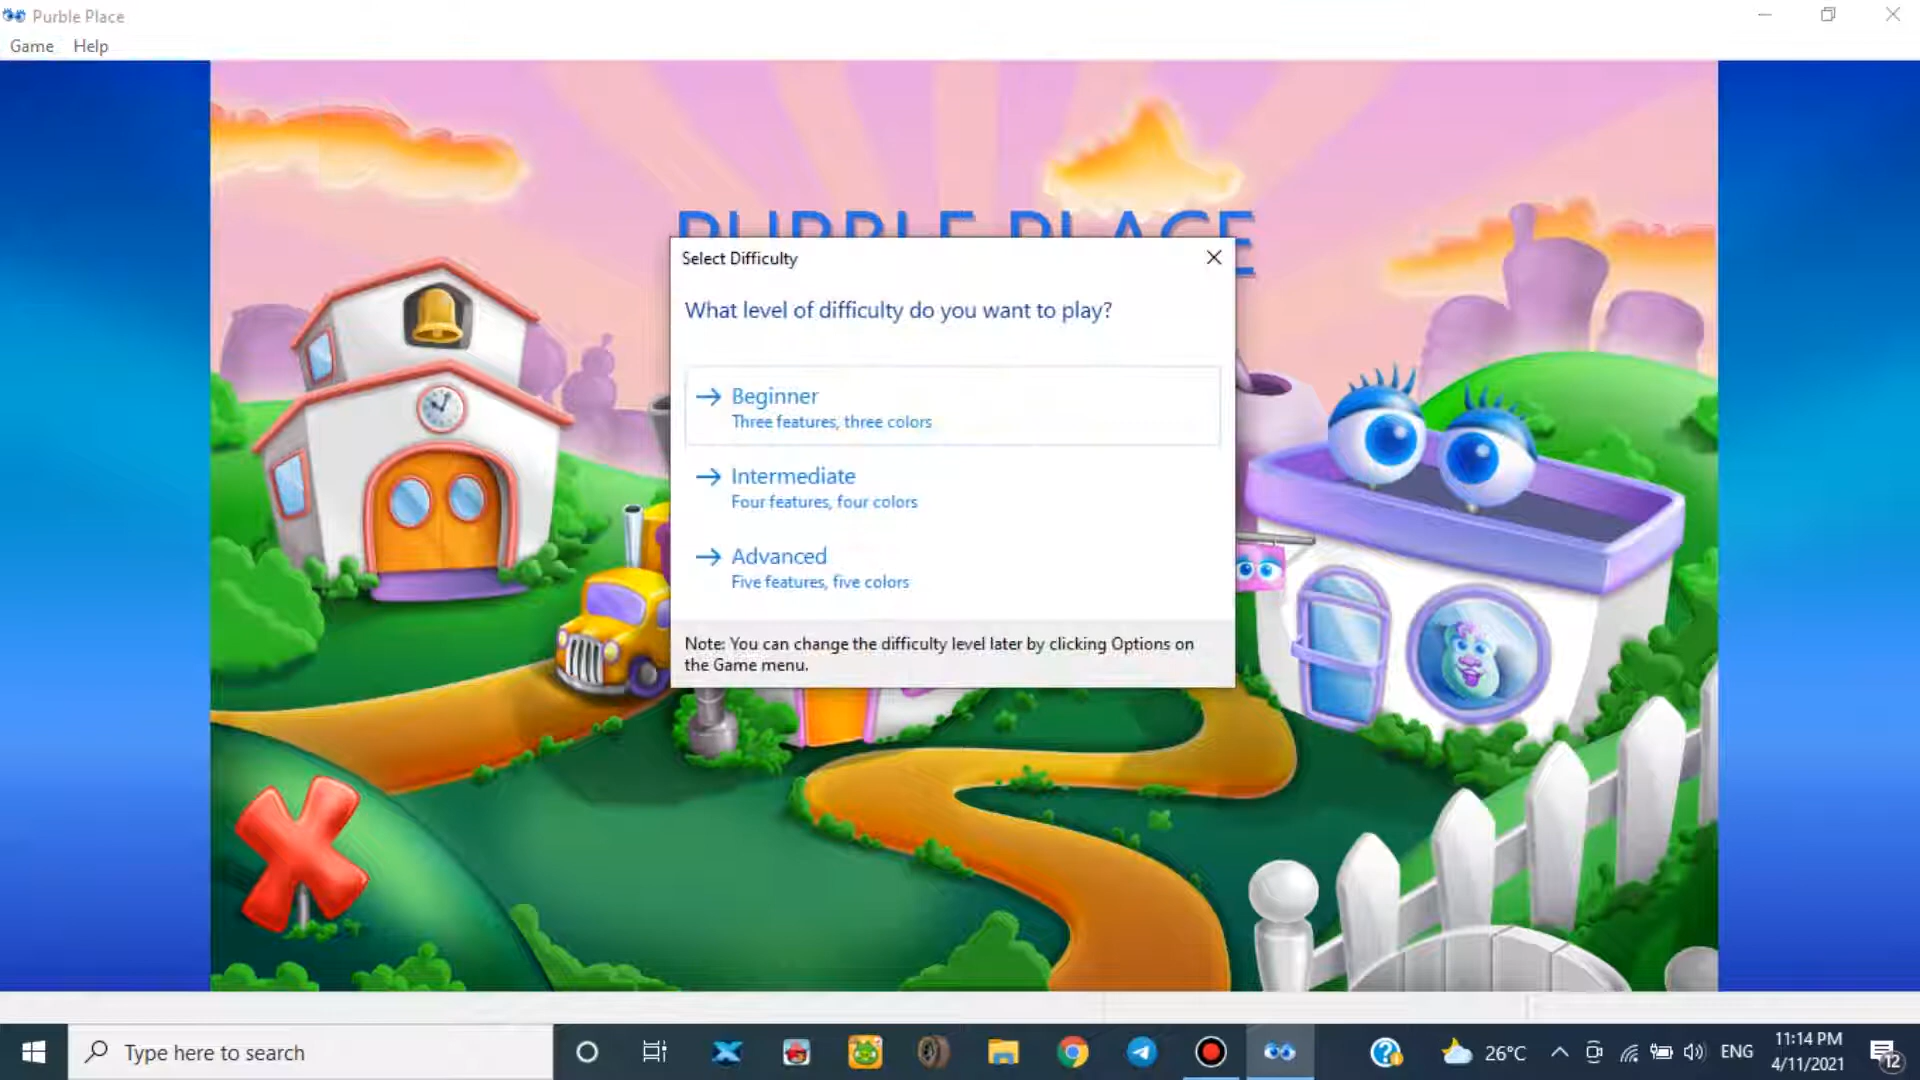 Purble Place
Game Help
PURBLE PLACE
Select Difficulty
What level of difficulty do you want to play?
Beginner
Three features, three colors
Intermediate
Four features, four colors
Advanced
Five features, five colors
Note: You can change the difficulty level later by clicking Options on
the Game menu.
Type here to search
26°C
ENG
11:14 PM
4/11/2021
12